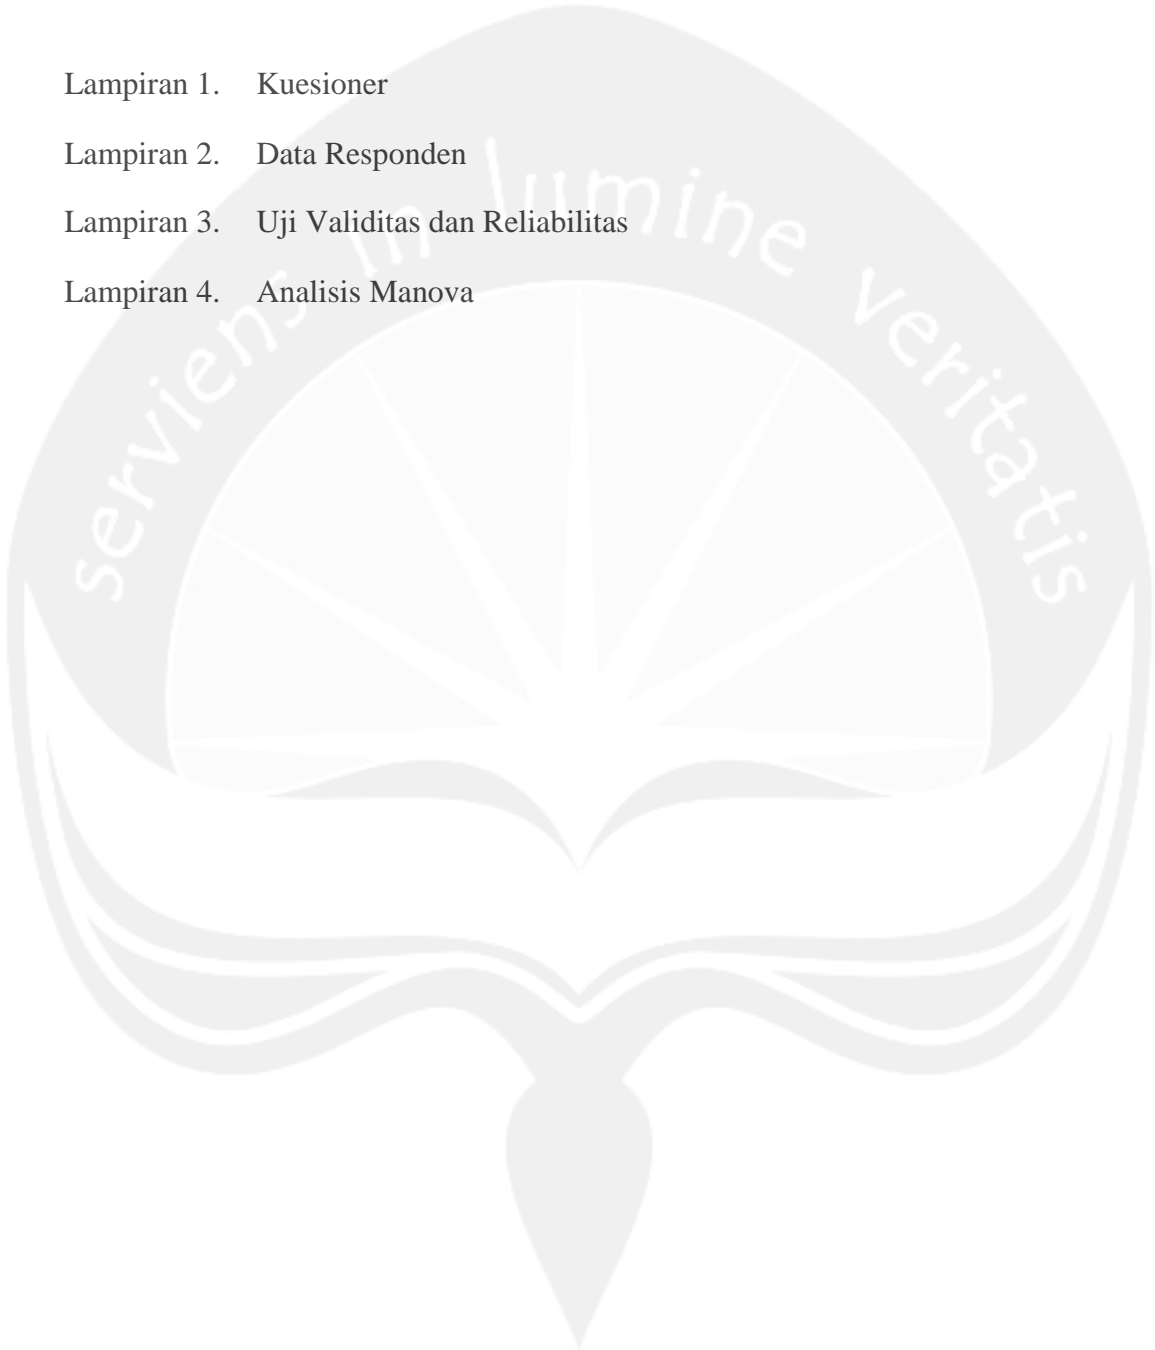 Lampiran 1. Kuesioner
Lampiran 2. Data Responden
Lampiran 3. Uji Validitas dan Reliabilitas
Lampiran 4. Analisis Manova
serviens in lumine veritatis